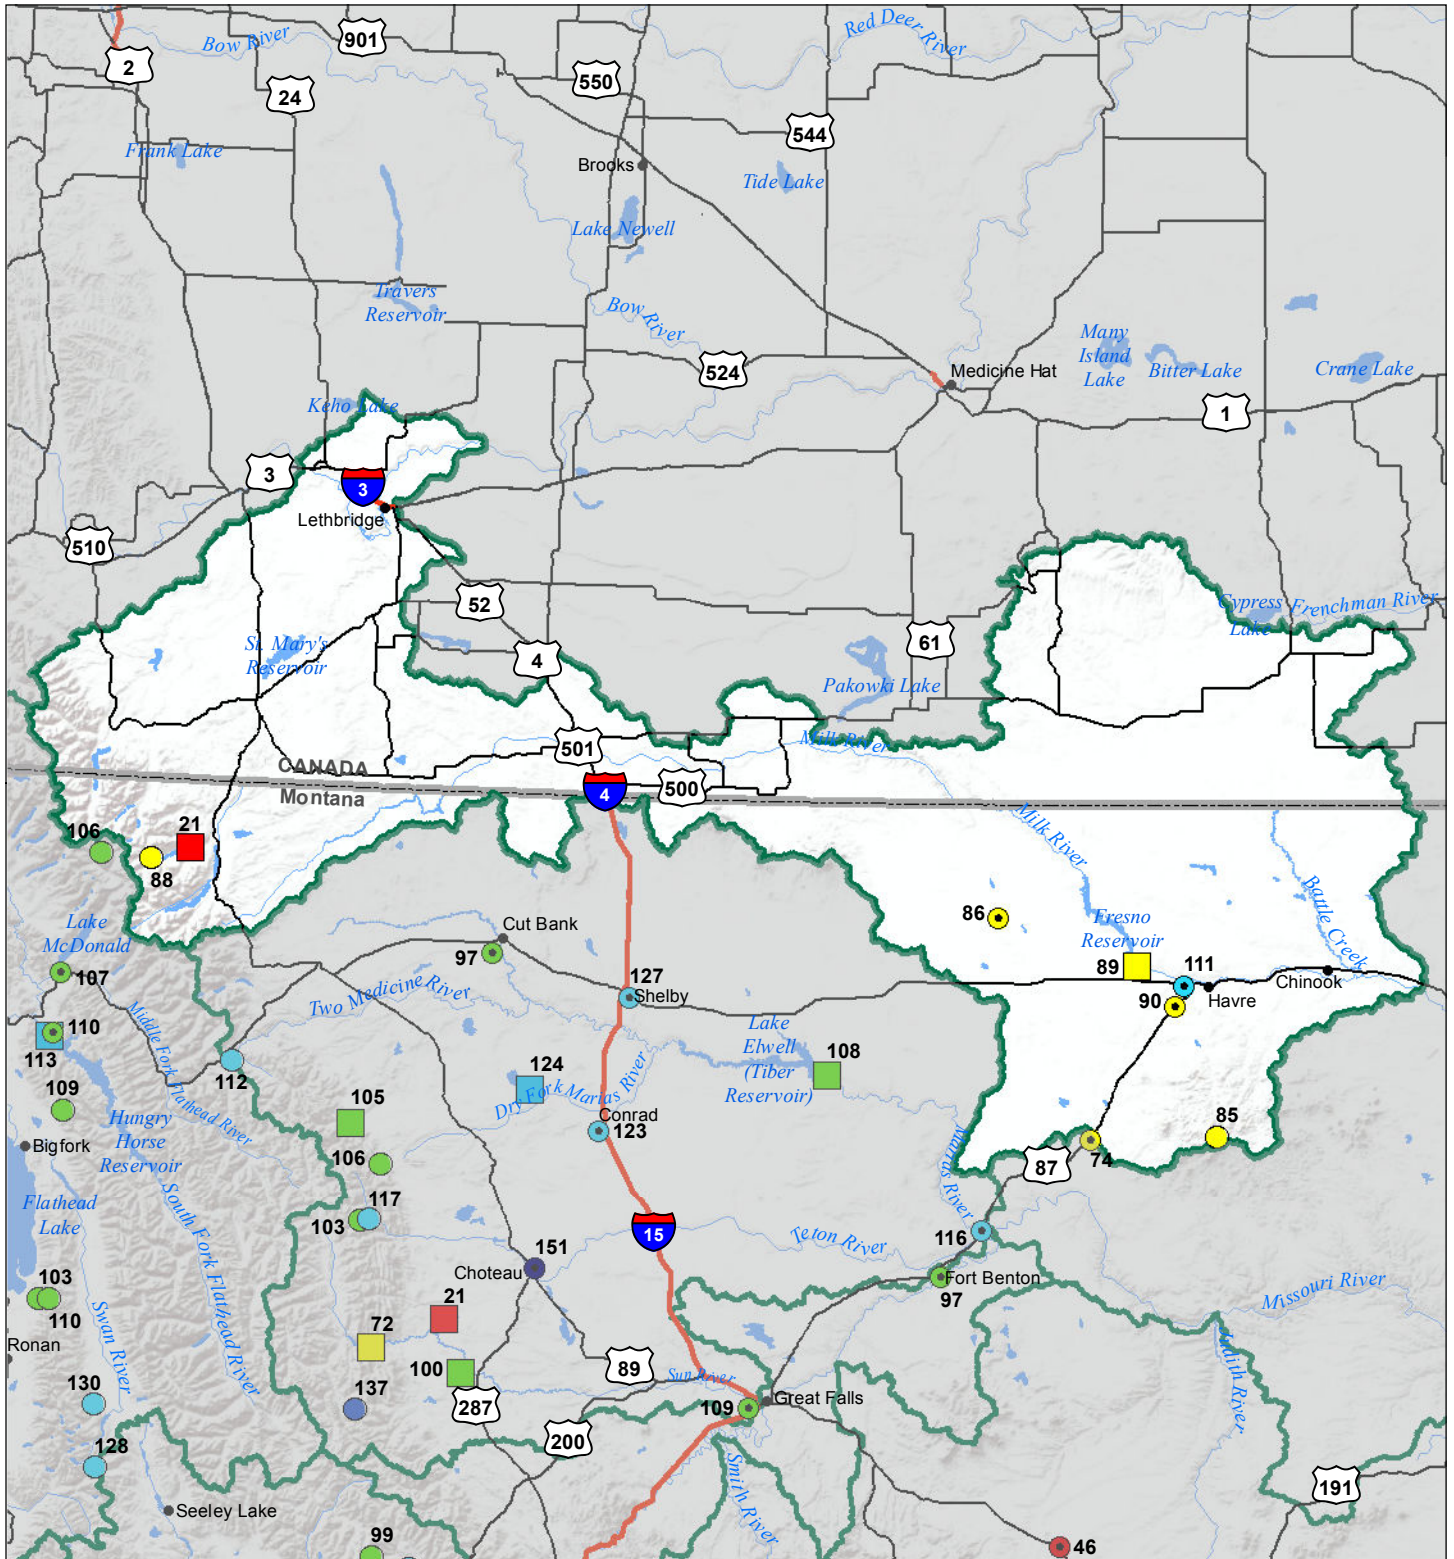 Bow River
901
Red Deer River
2
24
550
544
Frank Lake
Brooks
Tide Lake
Lake Newell
Travers
Reservoir
Bow River
Many
Island
Lake
Bitter Lake
Crane Lake
524
Medicine Hat
1
Keho Lake
3
3
Lethbridge
510
52
Cypress
Lake
Frenchman River
61
St. Mary's
Reservoir
4
Pakowki Lake
501
Milk River
CANADA
Montana
4
500
Milk River
106
21
88
Battle Creek
86
Fresno
Reservoir
Lake
McDonald
Cut Bank
97
107
89
111
Chinook
127
Shelby
90
Havre
Two Medicine River
Middle Fork Flathead River
110
113
112
Lake
Elwell
(Tiber
Reservoir)
108
124
Dry Fork Marias River
105
109
Hungry
Horse
Reservoir
Conrad
123
Bigfork
85
74
87
Marias River
106
South Fork Flathead River
117
103
Flathead
Lake
15
Teton River
116
151
Choteau
Fort Benton
97
Missouri River
103
110
21
Swan River
72
Judith River
Ronan
89
Sun River
100
130
137
287
109
Great Falls
200
128
Smith River
191
Seeley Lake
99
46